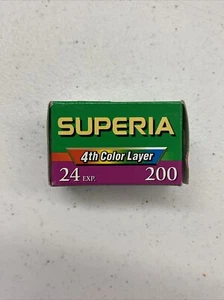 SUPERIA
4th Color Layer
24 EXP. 200